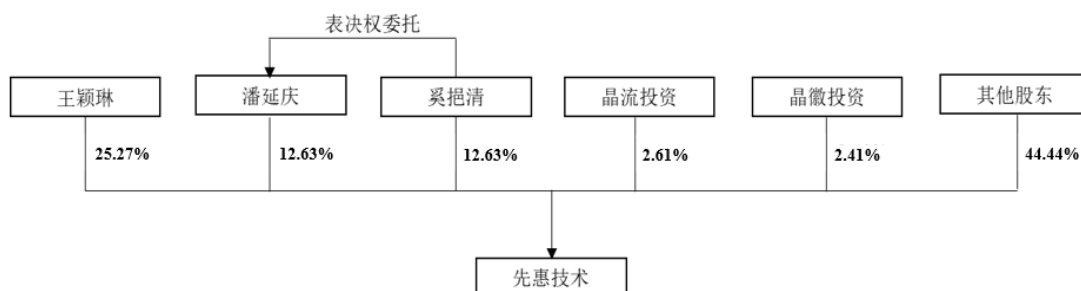 表决权委托
王颖琳
潘延庆
奚挹清
晶流投资
晶徽投资
其他股东
25.27%
12.63%
12.63%
2.61%
2.41%
44.44%
先惠技术